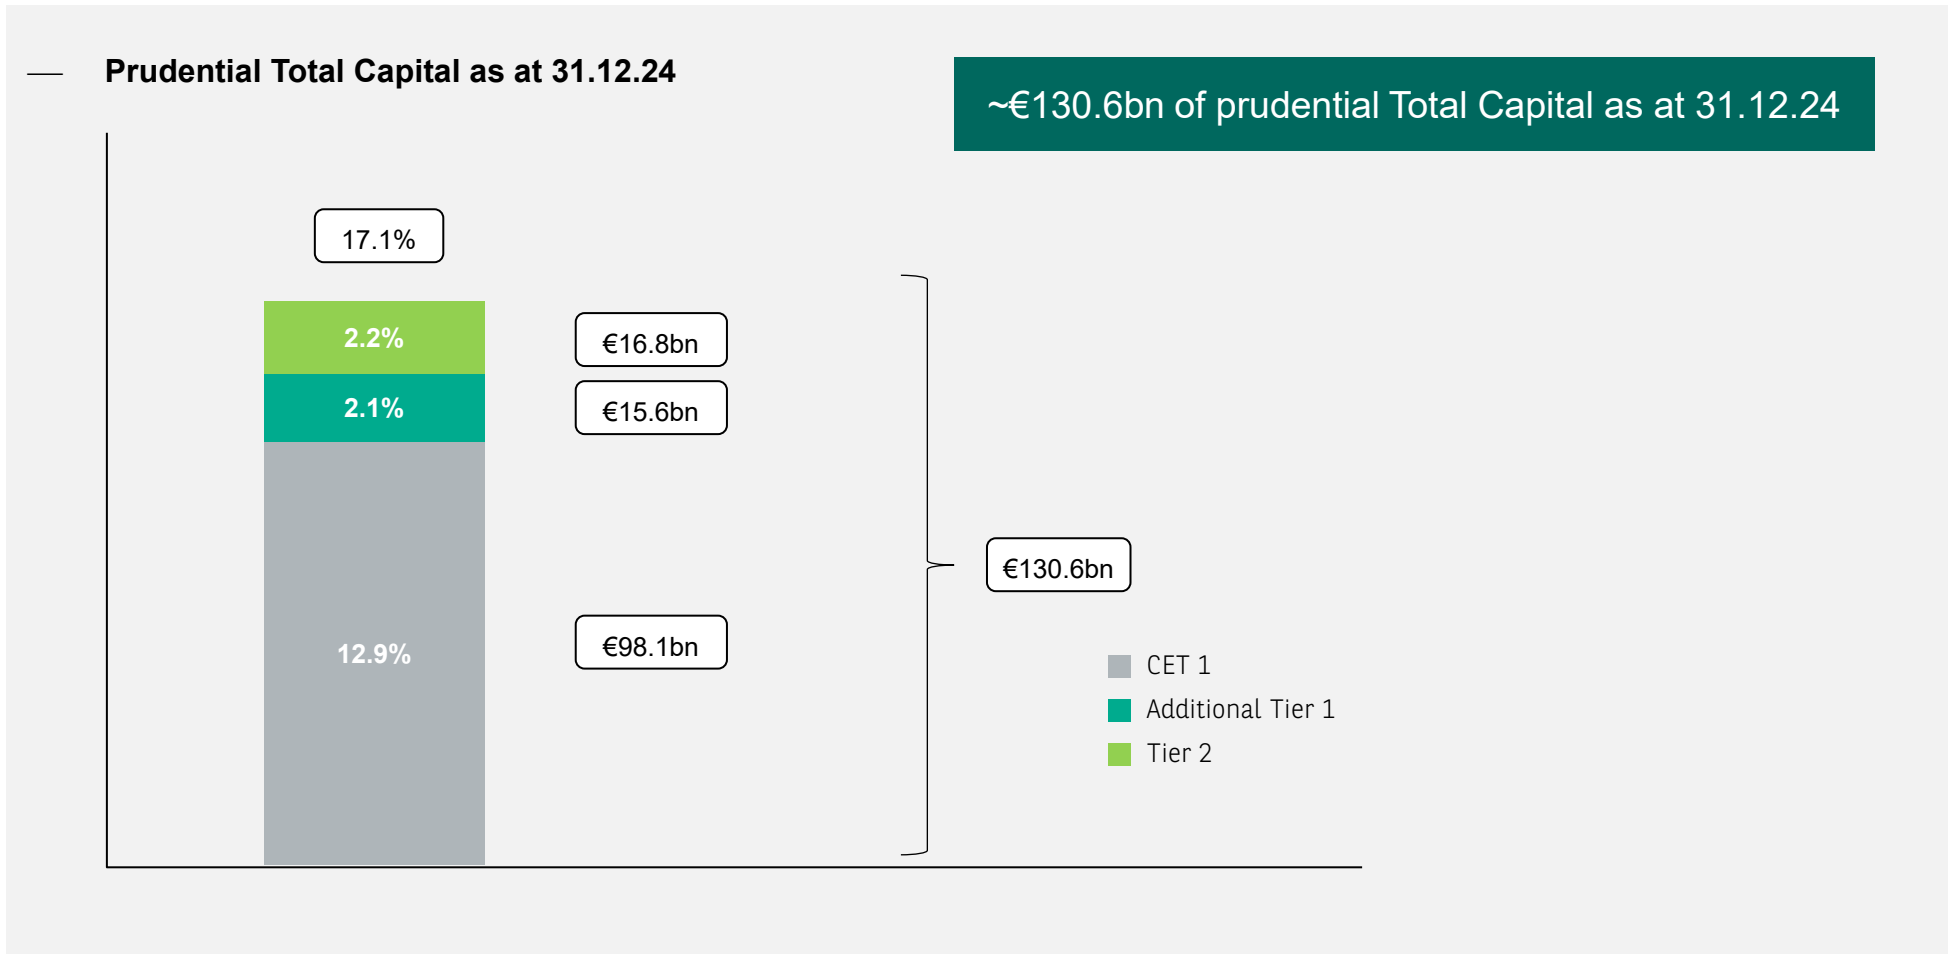 Prudential Total Capital as at 31.12.24
~€130.6bn of prudential Total Capital as at 31.12.24
17.1%
2.2%
€16.8bn
2.1%
€15.6bn
€130.6bn
12.9%
€98.1bn
CET 1
Additional Tier 1
Tier 2